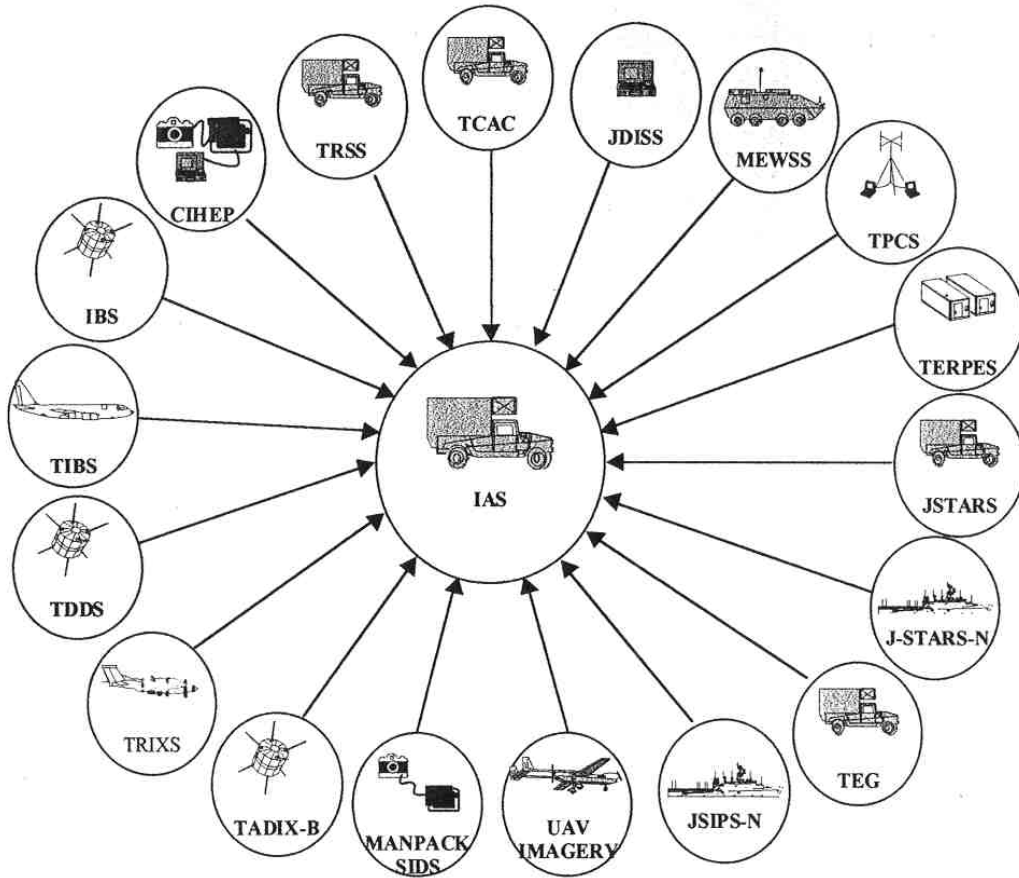 TCAC
JDISS
MEWSS
TPCS
TERPES
JSTARS
J-STARS-N
TEG
JSIPS-N
UAV
IMAGERY
MANPACK
SIDS
TADIX-B
TRIXS
TDDS
TIBS
IBS
CIHEP
TRSS
IAS